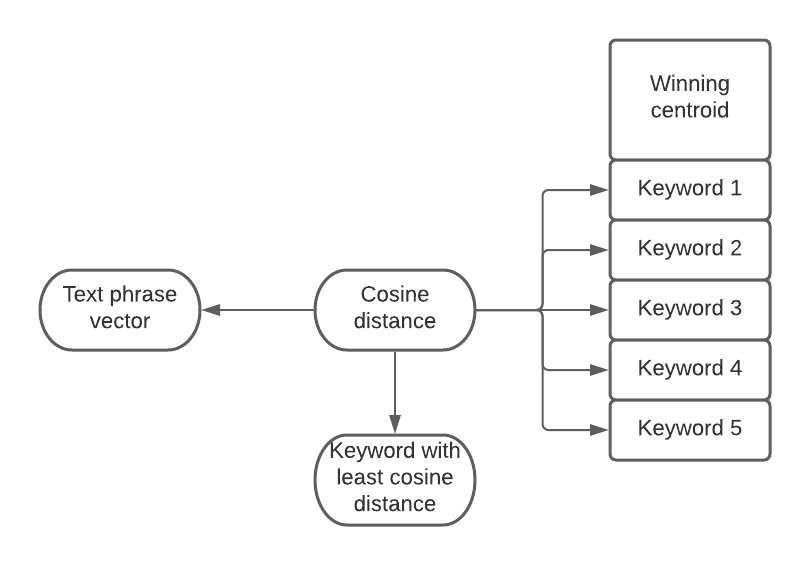 Winning
centroid
Keyword 1
Keyword 2
Keyword 3
Keyword 4
Keyword 5
Text phrase
vector
Cosine
distance
Keyword with
least cosine
distance